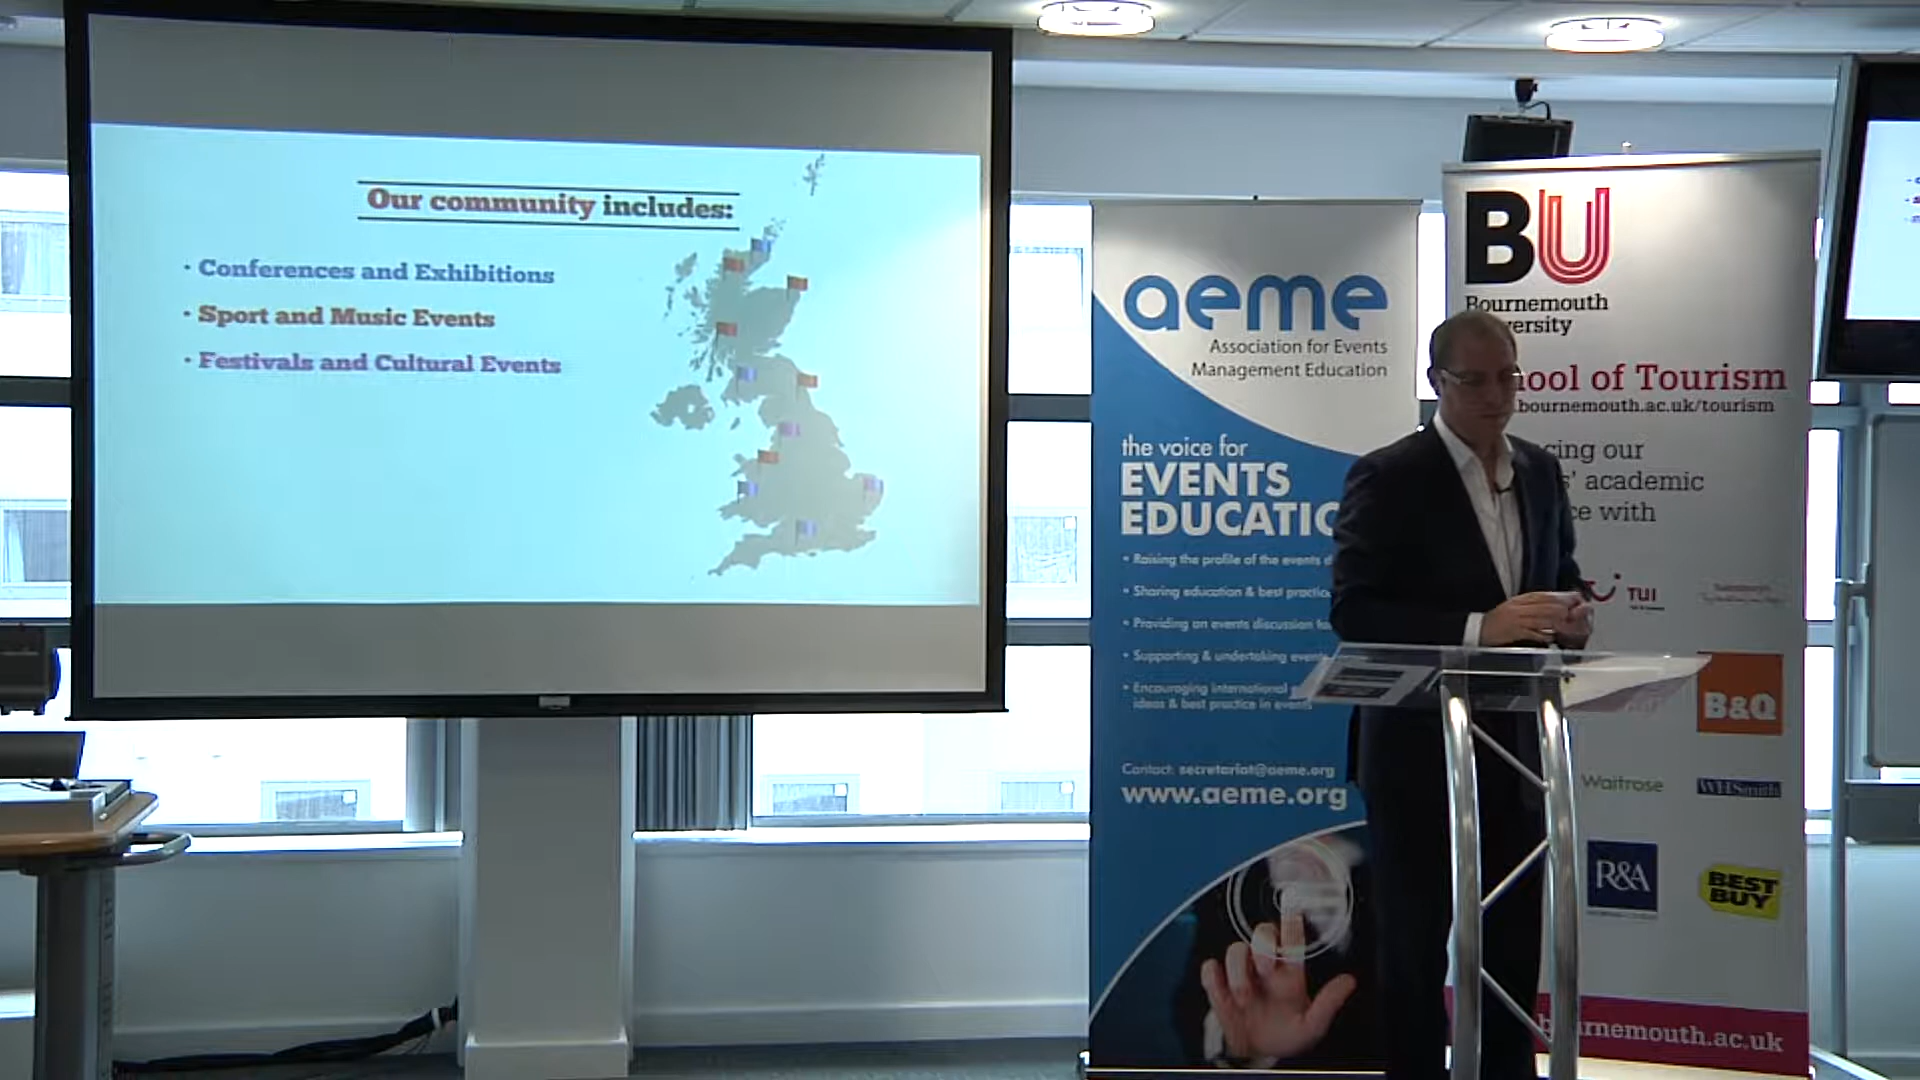 Our community includes:
· Conferences and Exhibitions
· Sport and Music Events
· Festivals and Cultural Events
aeme
Association for Events
Management Education
the voice for
EVENTS
EDUCATIO
• Raising the profile of the events
• Sharing education & best practice
• Providing an events discussion
• Supporting & undertaking events
• Encouraging international
ideas & best practice in events
Contact: secretariat@aeme.org
www.aeme.org
BU
Bournemouth
ersity
ool of Tourism
bournemouth.ac.uk/tourism
cing our
s' academic
ce with
TUI
B&Q
Waitrose
WHSmith
R&A
BEST
BUY
bournemouth.ac.uk